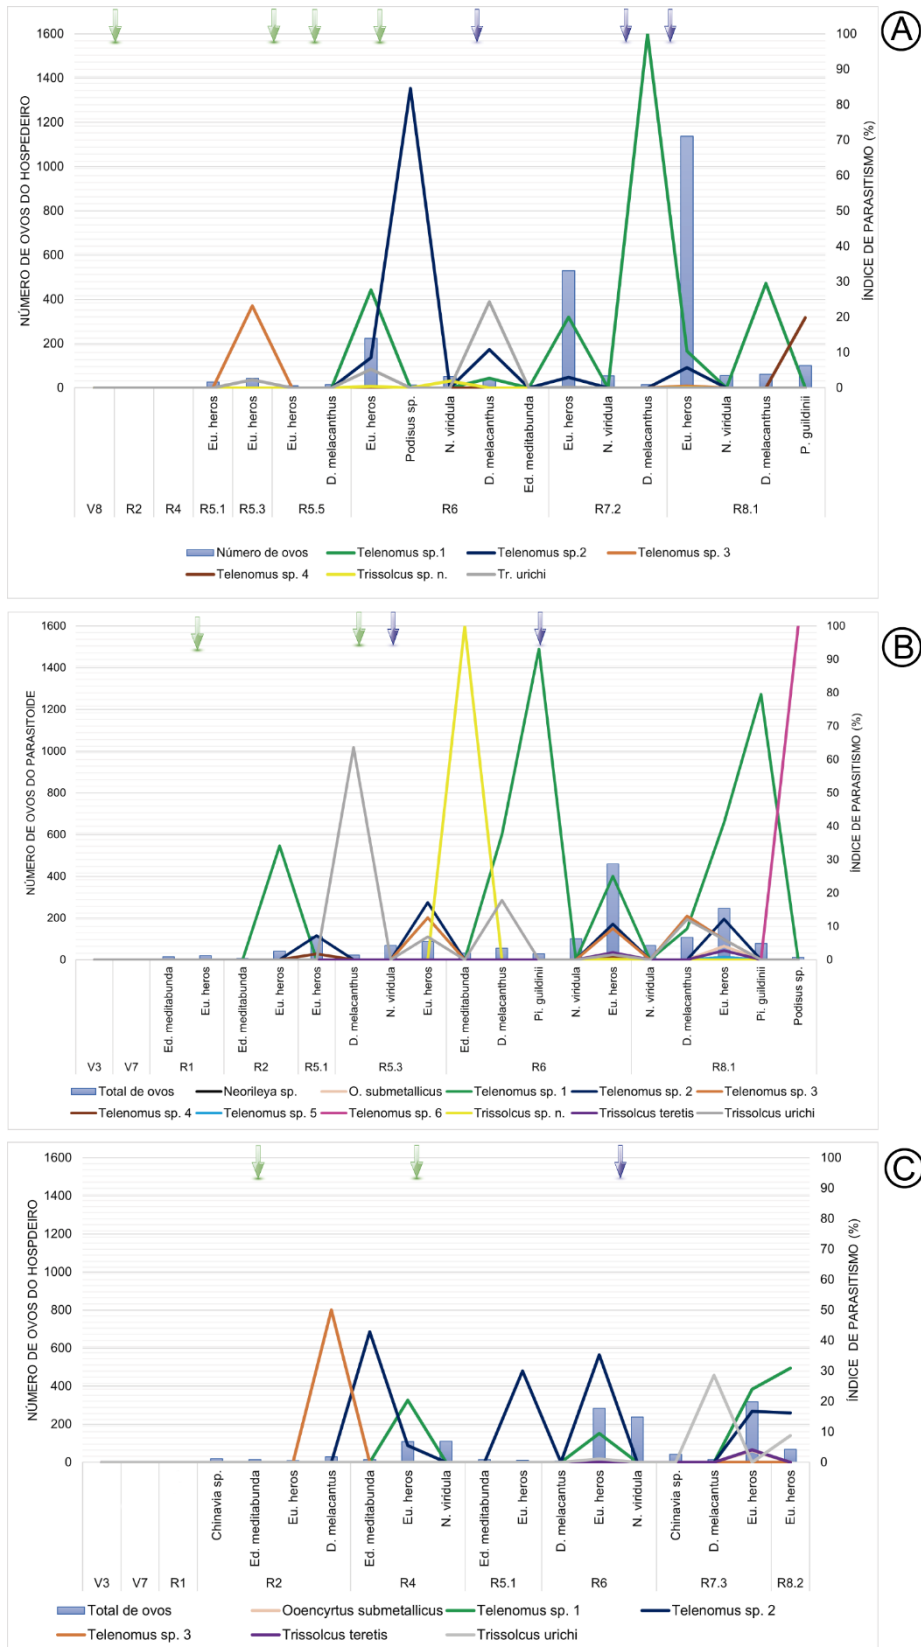 A
1600
1400
1200
1000
800
600
400
200
0
100
90
80
70
60
50
40
30
20
10
0
NÚMERO DE OVOS DO HOSPEDEIRO
ÍNDICE DE PARASITISMO (%)
Eu. heros
Eu. heros
Eu. heros
D. melacanthus
Eu. heros
Podisus sp.
N. viridula
D. melacanthus
Ed. meditabunda
Eu. heros
N. viridula
D. melacanthus
Eu. heros
N. viridula
D. melacanthus
P. guildinii
V8 R2 R4 R5.1 R5.3 R5.5 R6 R7.2 R8.1
Número de ovos Telenomus sp.1 Telenomus sp.2 Telenomus sp. 3
Telenomus sp. 4 Trissolcus sp. n. Tr. urichi
B
1600
1400
1200
1000
800
600
400
200
0
100
90
80
70
60
50
40
30
20
10
0
NÚMERO DE OVOS DO PARASITOIDE
ÍNDICE DE PARASITISMO (%)
Ed. meditabunda
Eu. heros
Ed. meditabunda
Eu. heros
Eu. heros
D. melacanthus
N. viridula
Eu. heros
Ed. meditabunda
D. melacanthus
Pi. guildinii
N. viridula
Eu. heros
N. viridula
D. melacanthus
Eu. heros
Pi. guildinii
Podisus sp.
V3 V7 R1 R2 R5.1 R5.3 R6 R8.1
Total de ovos Neorileya sp. O. submetallicus Telenomus sp. 1 Telenomus sp. 2 Telenomus sp. 3
Telenomus sp. 4 Telenomus sp. 5 Telenomus sp. 6 Trissolcus sp. n. Trissolcus teretis Trissolcus urichi
C
1600
1400
1200
1000
800
600
400
200
0
100
90
80
70
60
50
40
30
20
10
0
NÚMERO DE OVOS DO HOSPDEIRO
ÍNDICE DE PARASITISMO (%)
Chinavia sp.
Ed. meditabunda
Eu. heros
D. melacantus
Ed. meditabunda
Eu. heros
N. viridula
Ed. meditabunda
Eu. heros
D. melacantus
Eu. heros
N. viridula
Chinavia sp.
D. melacantus
Eu. heros
Eu. heros
V3 V7 R1 R2 R4 R5.1 R6 R7.3 R8.2
Total de ovos Ooencyrtus submetallicus Telenomus sp. 1 Telenomus sp. 2
Telenomus sp. 3 Trissolcus teretis Trissolcus urichi